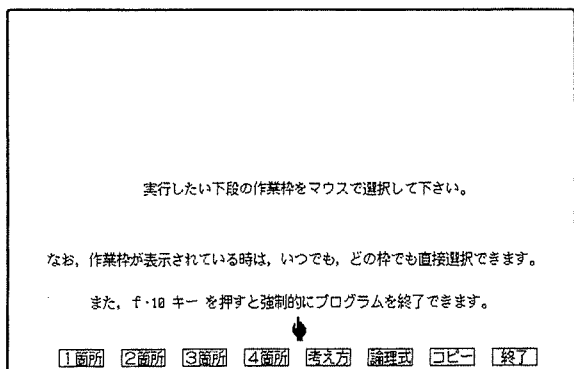 実行したい下段の作業枠をマウスで選択して下さい。
なお，作業枠が表示されている時は，いつでも，どの枠でも直接選択できます。
また，f・10 キー を押すと強制的にプログラムを終了できます。
1箇所 2箇所 3箇所 4箇所 考え方 論理式 コピー 終了